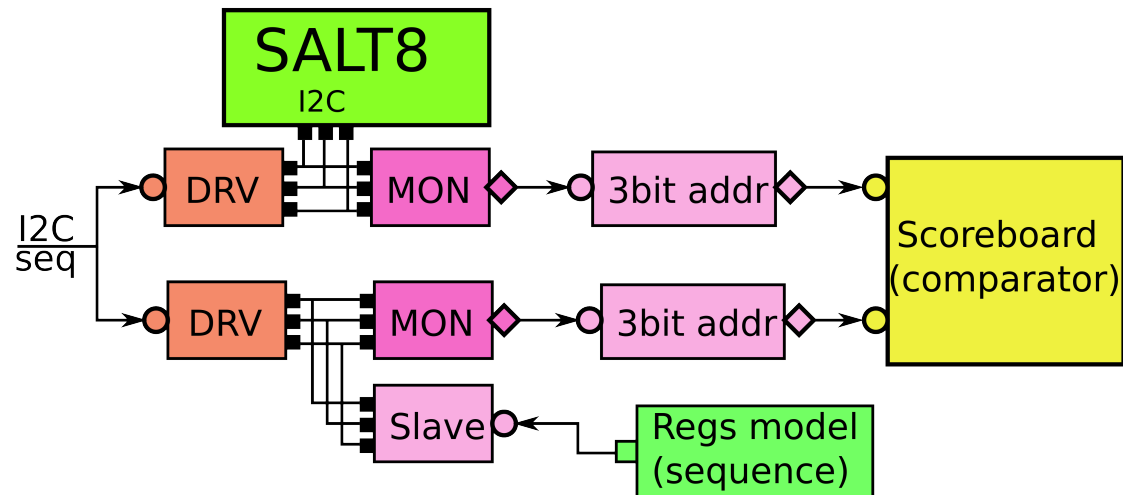 SALT8
I2C
DRV
MON
3bit addr
I2C
seq
Scoreboard
(comparator)
DRV
MON
3bit addr
Slave
Regs model
(sequence)